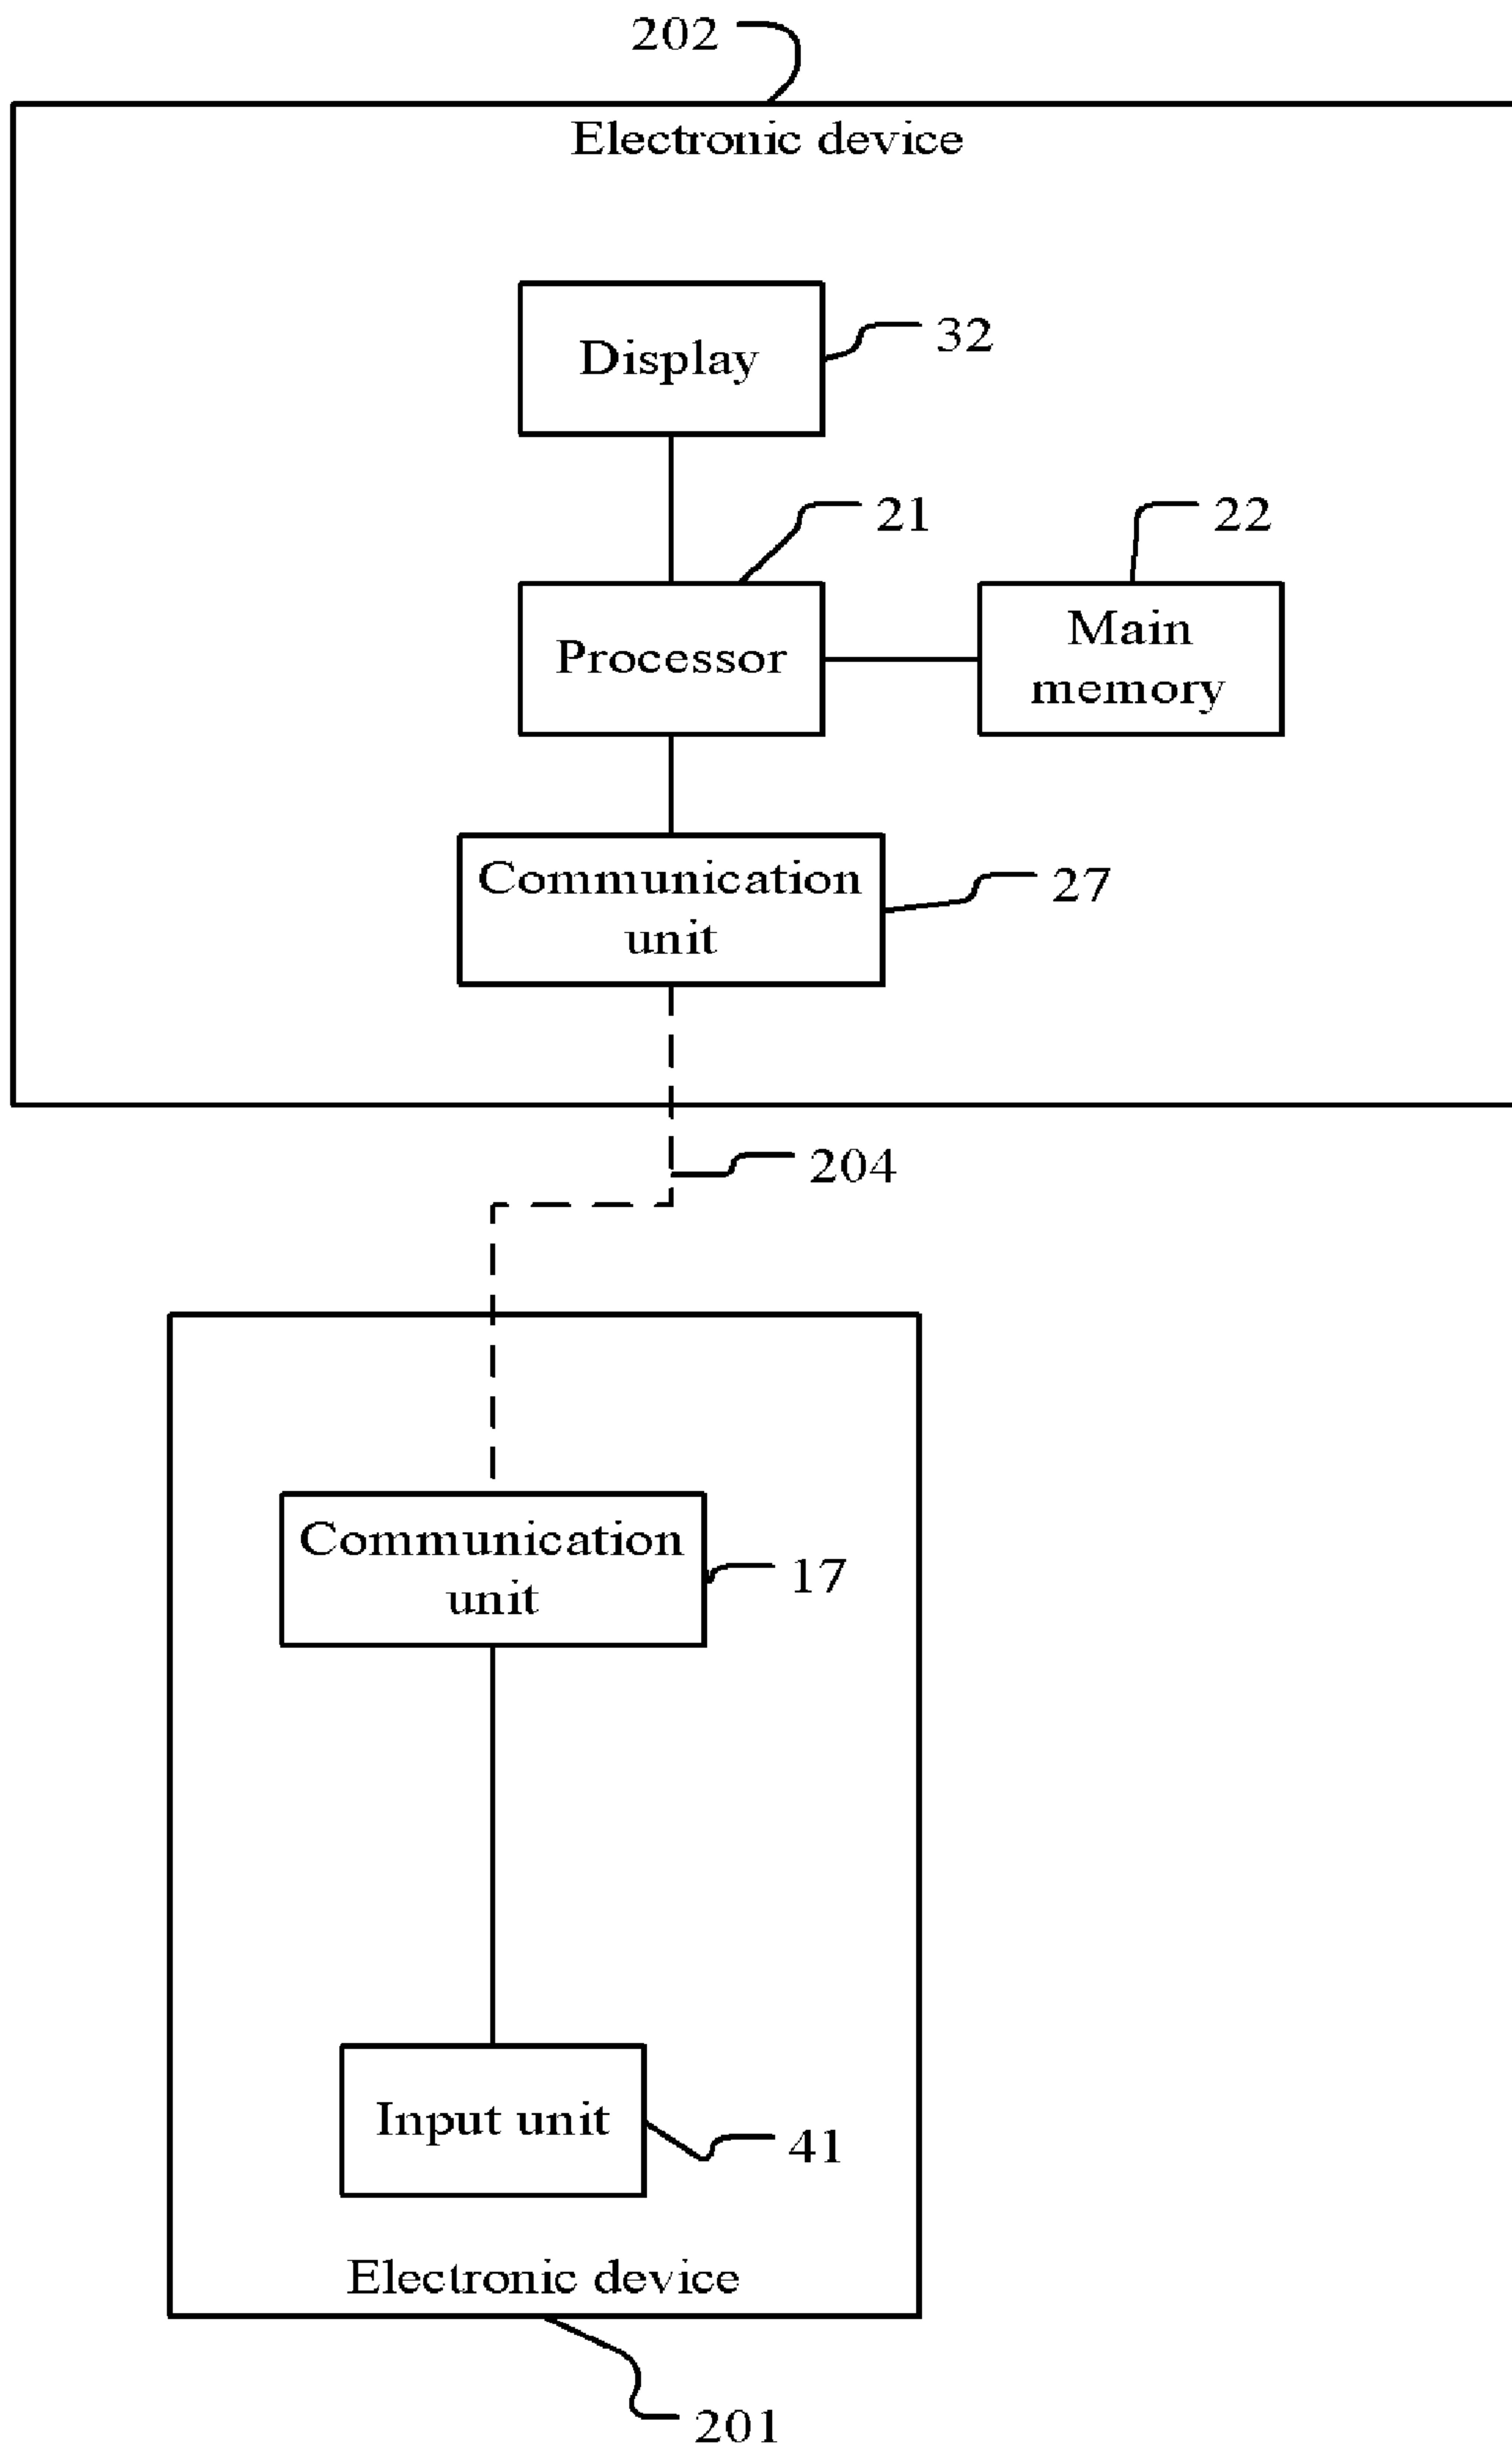 202
Electronic device
Display
32
21
22
Processor
Main
memory
Communication
unit
27
204
Communication
unit
17
Input unit
41
Electronic device
201